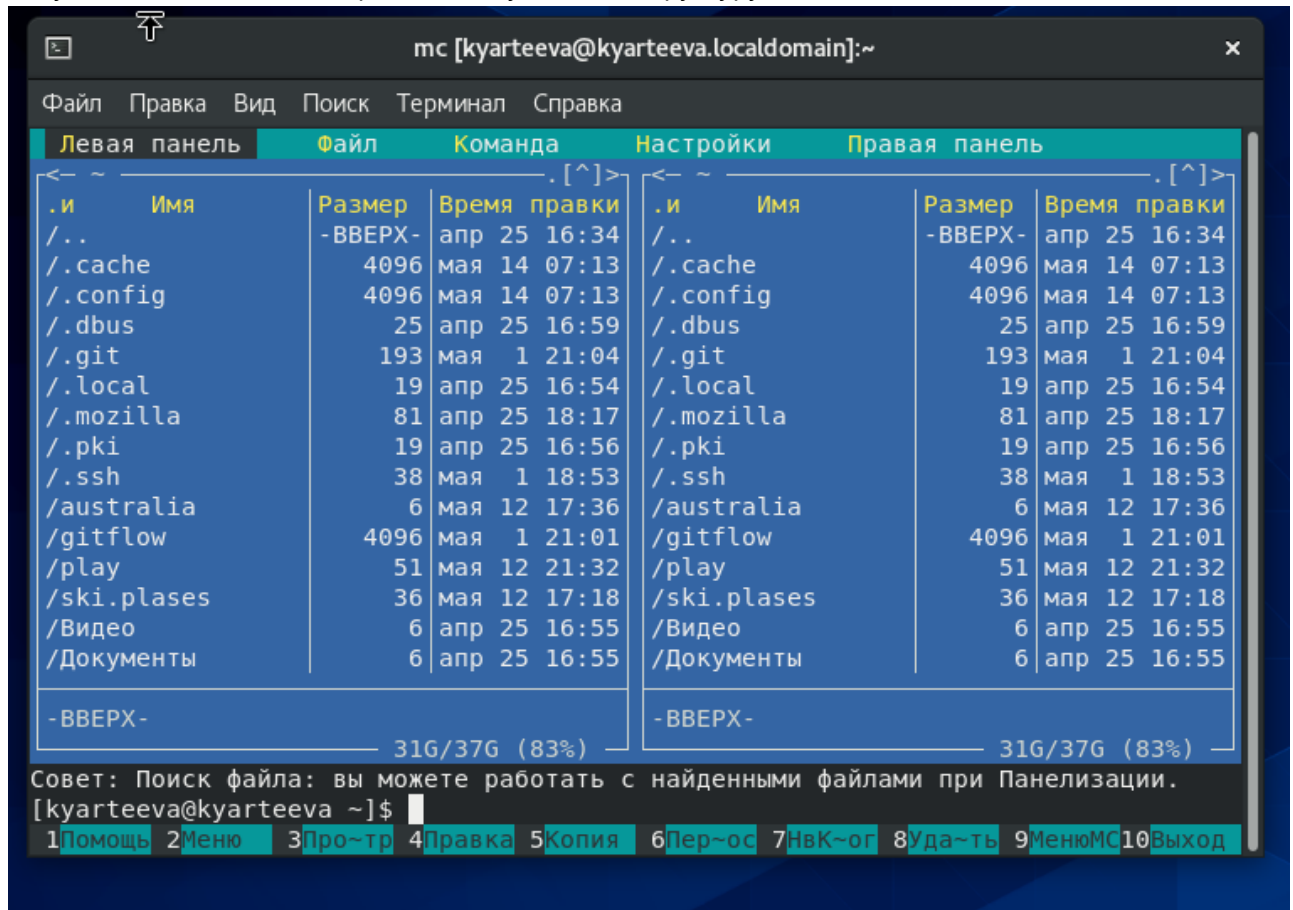 mc [kyarteeva@kyarteeva.localdomain]:~ ×
Файл Правка Вид Поиск Терминал Справка
Левая панель Файл Команда Настройки Правая панель
<— ~ .[^]> <— ~ .[^]>
.и Имя Размер Время правки .и Имя Размер Время правки
/.. -ВВЕРХ- апр 25 16:34 /.. -ВВЕРХ- апр 25 16:34
/.cache 4096 мая 14 07:13 /.cache 4096 мая 14 07:13
/.config 4096 мая 14 07:13 /.config 4096 мая 14 07:13
/.dbus 25 апр 25 16:59 /.dbus 25 апр 25 16:59
/.git 193 мая 1 21:04 /.git 193 мая 1 21:04
/.local 19 апр 25 16:54 /.local 19 апр 25 16:54
/.mozilla 81 апр 25 18:17 /.mozilla 81 апр 25 18:17
/.pki 19 апр 25 16:56 /.pki 19 апр 25 16:56
/.ssh 38 мая 1 18:53 /.ssh 38 мая 1 18:53
/australia 6 мая 12 17:36 /australia 6 мая 12 17:36
/gitflow 4096 мая 1 21:01 /gitflow 4096 мая 1 21:01
/play 51 мая 12 21:32 /play 51 мая 12 21:32
/ski.plases 36 мая 12 17:18 /ski.plases 36 мая 12 17:18
/Видео 6 апр 25 16:55 /Видео 6 апр 25 16:55
/Документы 6 апр 25 16:55 /Документы 6 апр 25 16:55
-ВВЕРХ- -ВВЕРХ-
31G/37G (83%) 31G/37G (83%)
Совет: Поиск файла: вы можете работать с найденными файлами при Панелизации.
[kyarteeva@kyarteeva ~]$
1Помощь 2Меню 3Про~тр 4Правка 5Копия 6Пер~ос 7НвК~ог 8Уда~ть 9МенюМС 10Выход